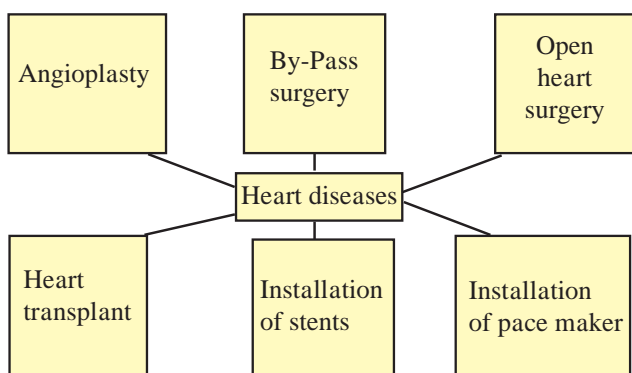 Angioplasty
By-Pass
surgery
Open
heart
surgery
Heart diseases
Heart
transplant
Installation
of stents
Installation
of pace maker